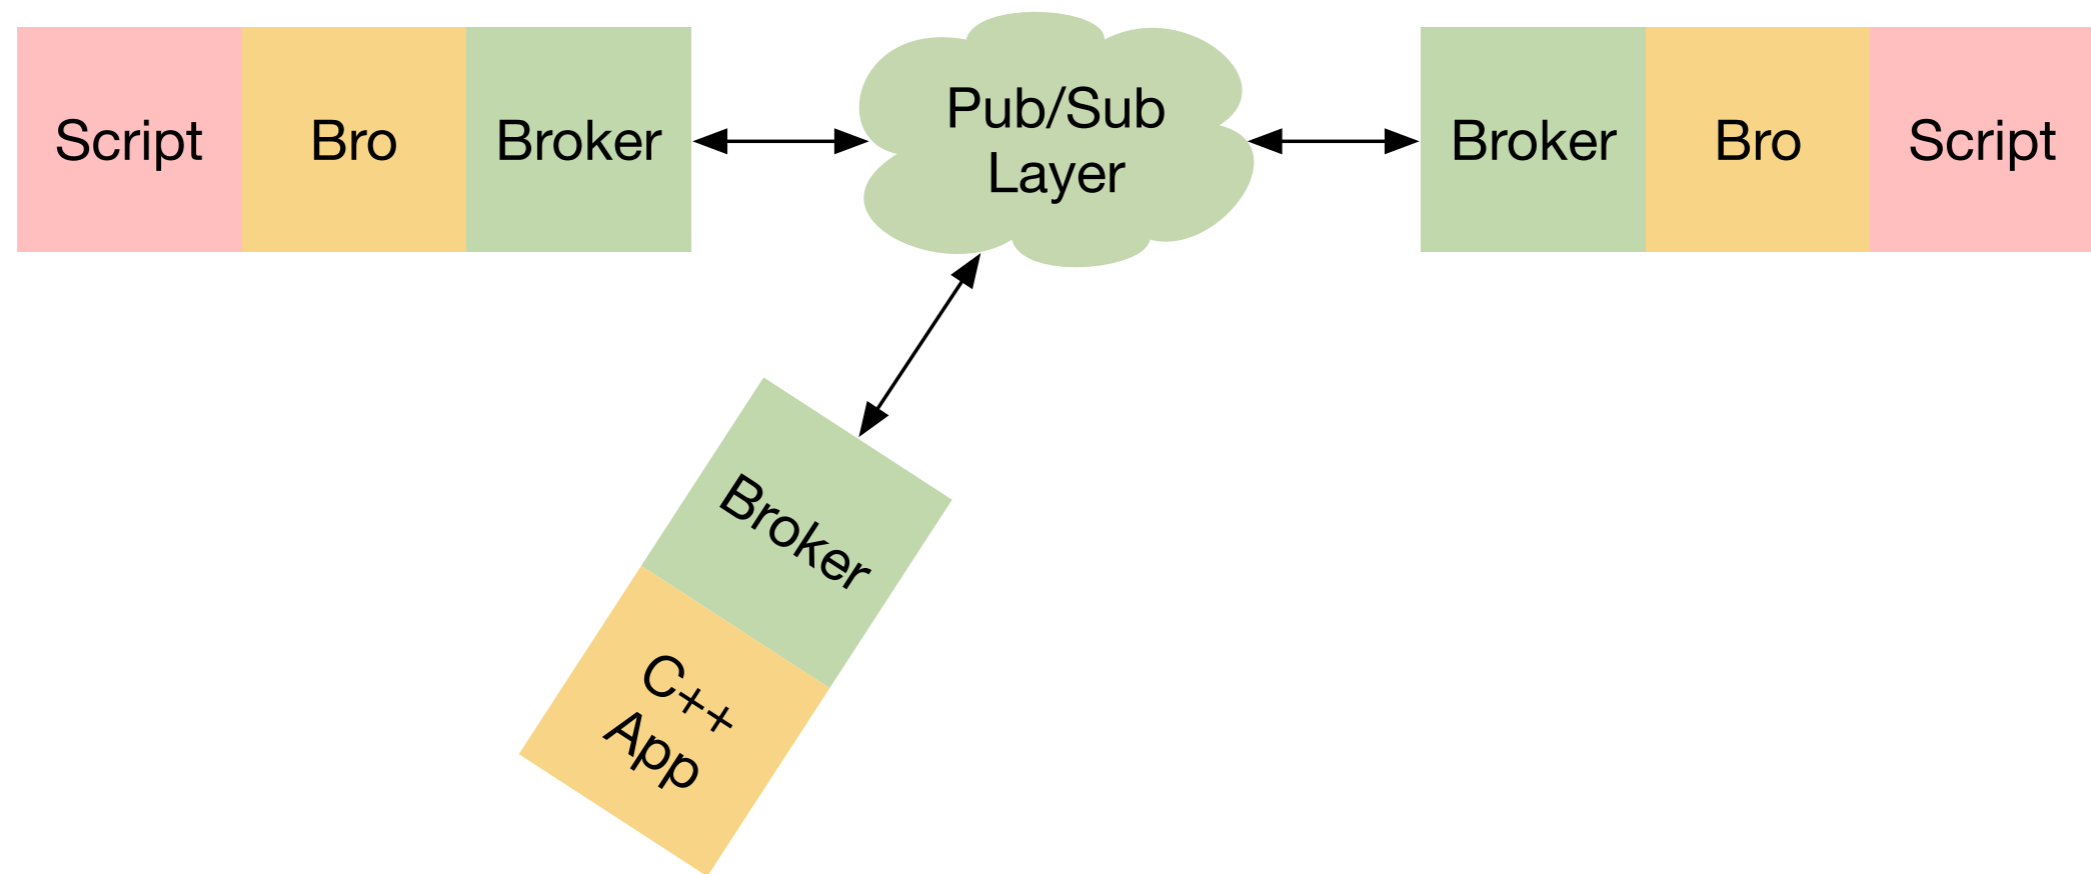 Script
Bro
Broker
Pub/Sub
Layer
Broker
Bro
Script
Broker
C++
App